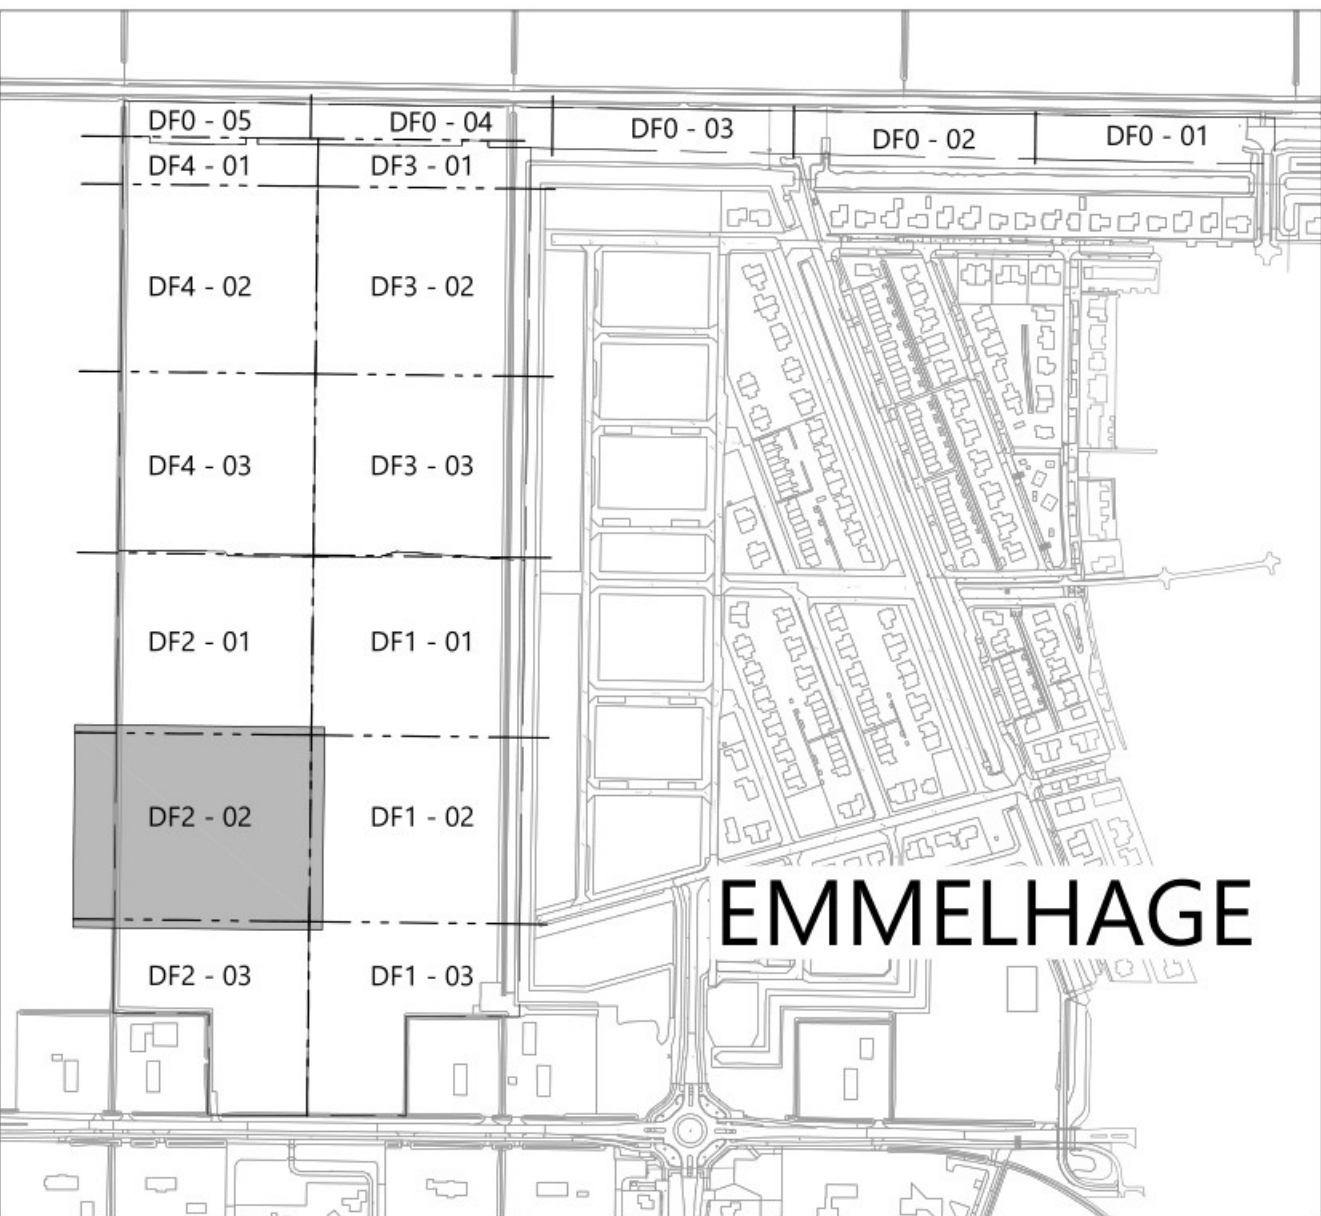 DF0 - 05
DF0 - 04
DF0 - 03
DF0 - 02
DF0 - 01
DF4 - 01
DF3 - 01
DF4 - 02
DF3 - 02
DF4 - 03
DF3 - 03
DF2 - 01
DF1 - 01
DF2 - 02
DF1 - 02
EMMELHAGE
DF2 - 03
DF1 - 03